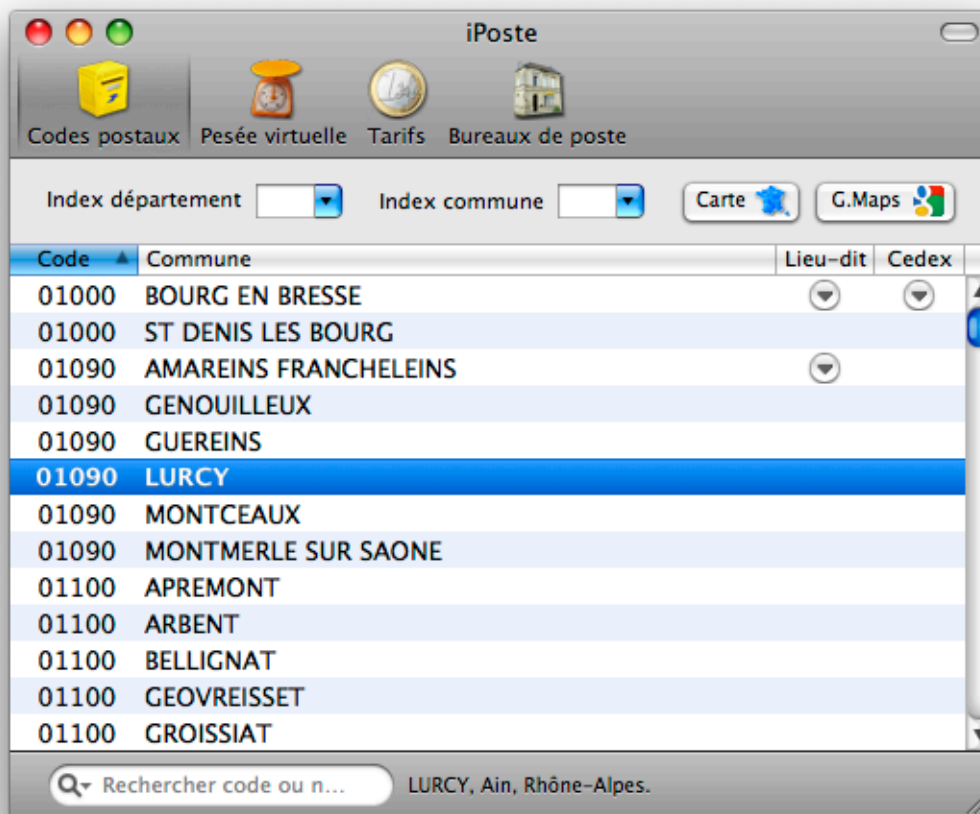 iPoste
Codes postaux Pesée virtuelle Tarifs Bureaux de poste
Index département Index commune Carte G.Maps
Code Commune Lieu-dit Cedex
01000 BOURG EN BRESSE
01000 ST DENIS LES BOURG
01090 AMAREINS FRANCHELEINS
01090 GENOUILLEUX
01090 GUEREINS
01090 LURCY
01090 MONTCEAUX
01090 MONTMERLE SUR SAONE
01100 APREMONT
01100 ARBENT
01100 BELLIGNAT
01100 GEOVREISSET
01100 GROISSIAT
Rechercher code ou n... LURCY, Ain, Rhône-Alpes.